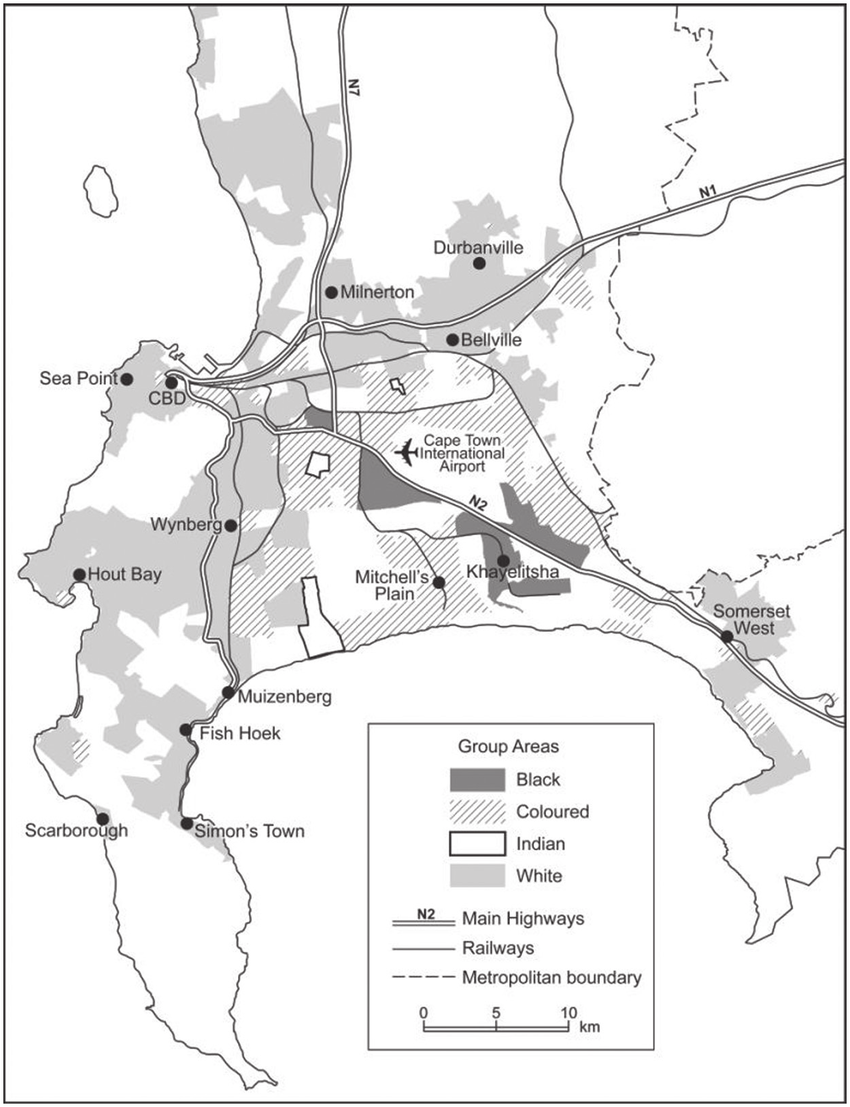 N7
N1
Durbanville
Milnerton
Bellville
Sea Point
CBD
Cape Town
International
Airport
N2
Wynberg
Hout Bay
Mitchell's
Plain
Khayelitsha
Somerset
West
Muizenberg
Fish Hoek
Scarborough
Simon's Town
Group Areas
Black
Coloured
Indian
White
N2
Main Highways
Railways
Metropolitan boundary
0 5 10
km